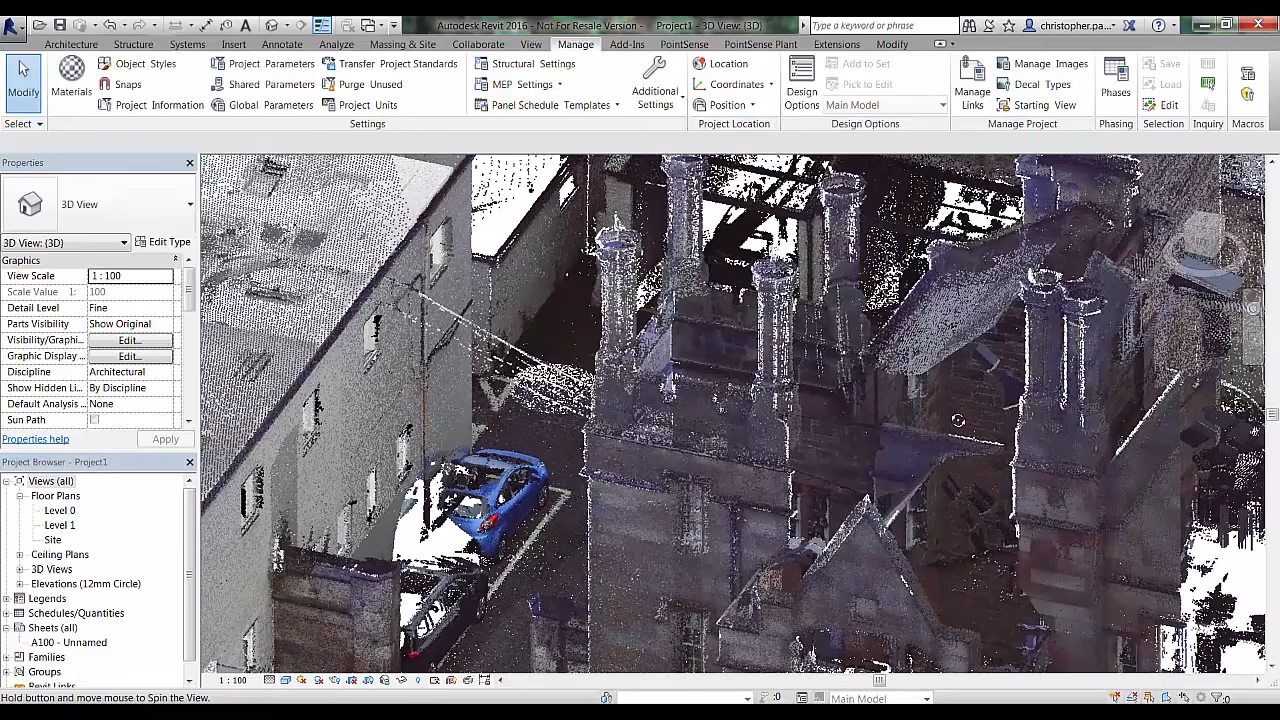 Autodesk Revit 2016 - Not For Resale Version - Project1 - 3D View: {3D}
Type a keyword or phrase
christopher.pa...
Architecture Structure Systems Insert Annotate Analyze Massing & Site Collaborate View Manage Add-Ins PointSense PointSense Plant Extensions Modify
Modify
Materials
Object Styles
Snaps
Project Information
Project Parameters
Shared Parameters
Global Parameters
Transfer Project Standards
Purge Unused
Project Units
Structural Settings
MEP Settings
Panel Schedule Templates
Additional Settings
Location
Coordinates
Position
Design Options
Add to Set
Pick to Edit
Main Model
Manage Links
Manage Images
Decal Types
Starting View
Phases
Save
Load
Edit
Select Settings Project Location Design Options Manage Project Phasing Selection Inquiry Macros
Properties
3D View
3D View: {3D} Edit Type
Graphics
View Scale 1 : 100
Scale Value 1: 100
Detail Level Fine
Parts Visibility Show Original
Visibility/Graphi... Edit...
Graphic Display ... Edit...
Discipline Architectural
Show Hidden Li... By Discipline
Default Analysis ... None
Sun Path
Properties help Apply
Project Browser - Project1
Views (all)
Floor Plans
Level 0
Level 1
Site
Ceiling Plans
3D Views
Elevations (12mm Circle)
Legends
Schedules/Quantities
Sheets (all)
A100 - Unnamed
Families
Groups
Revit Links
1 : 100
Hold button and move mouse to Spin the View.
:0
Main Model
:0